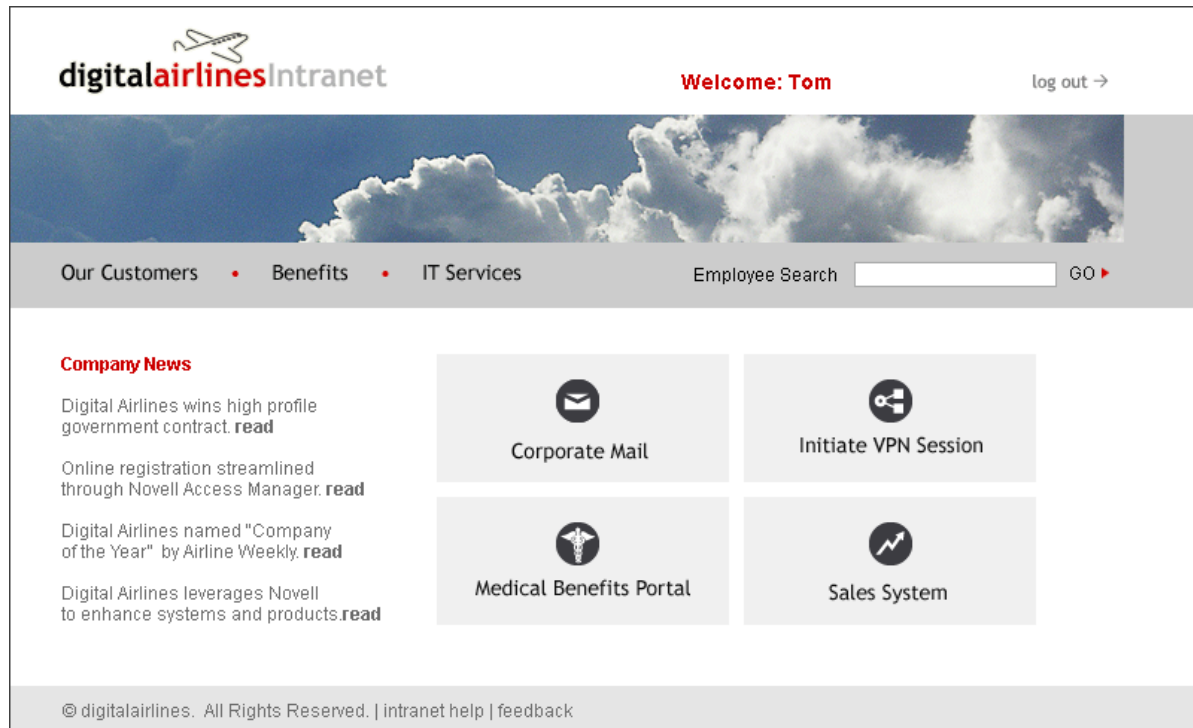 digitalairlinesIntranet
Welcome: Tom
log out →
Our Customers • Benefits • IT Services
Employee Search
GO
Company News
Digital Airlines wins high profile
government contract. read
Online registration streamlined
through Novell Access Manager. read
Digital Airlines named "Company
of the Year" by Airline Weekly. read
Digital Airlines leverages Novell
to enhance systems and products.read
Corporate Mail
Initiate VPN Session
Medical Benefits Portal
Sales System
© digitalairlines. All Rights Reserved. | intranet help | feedback